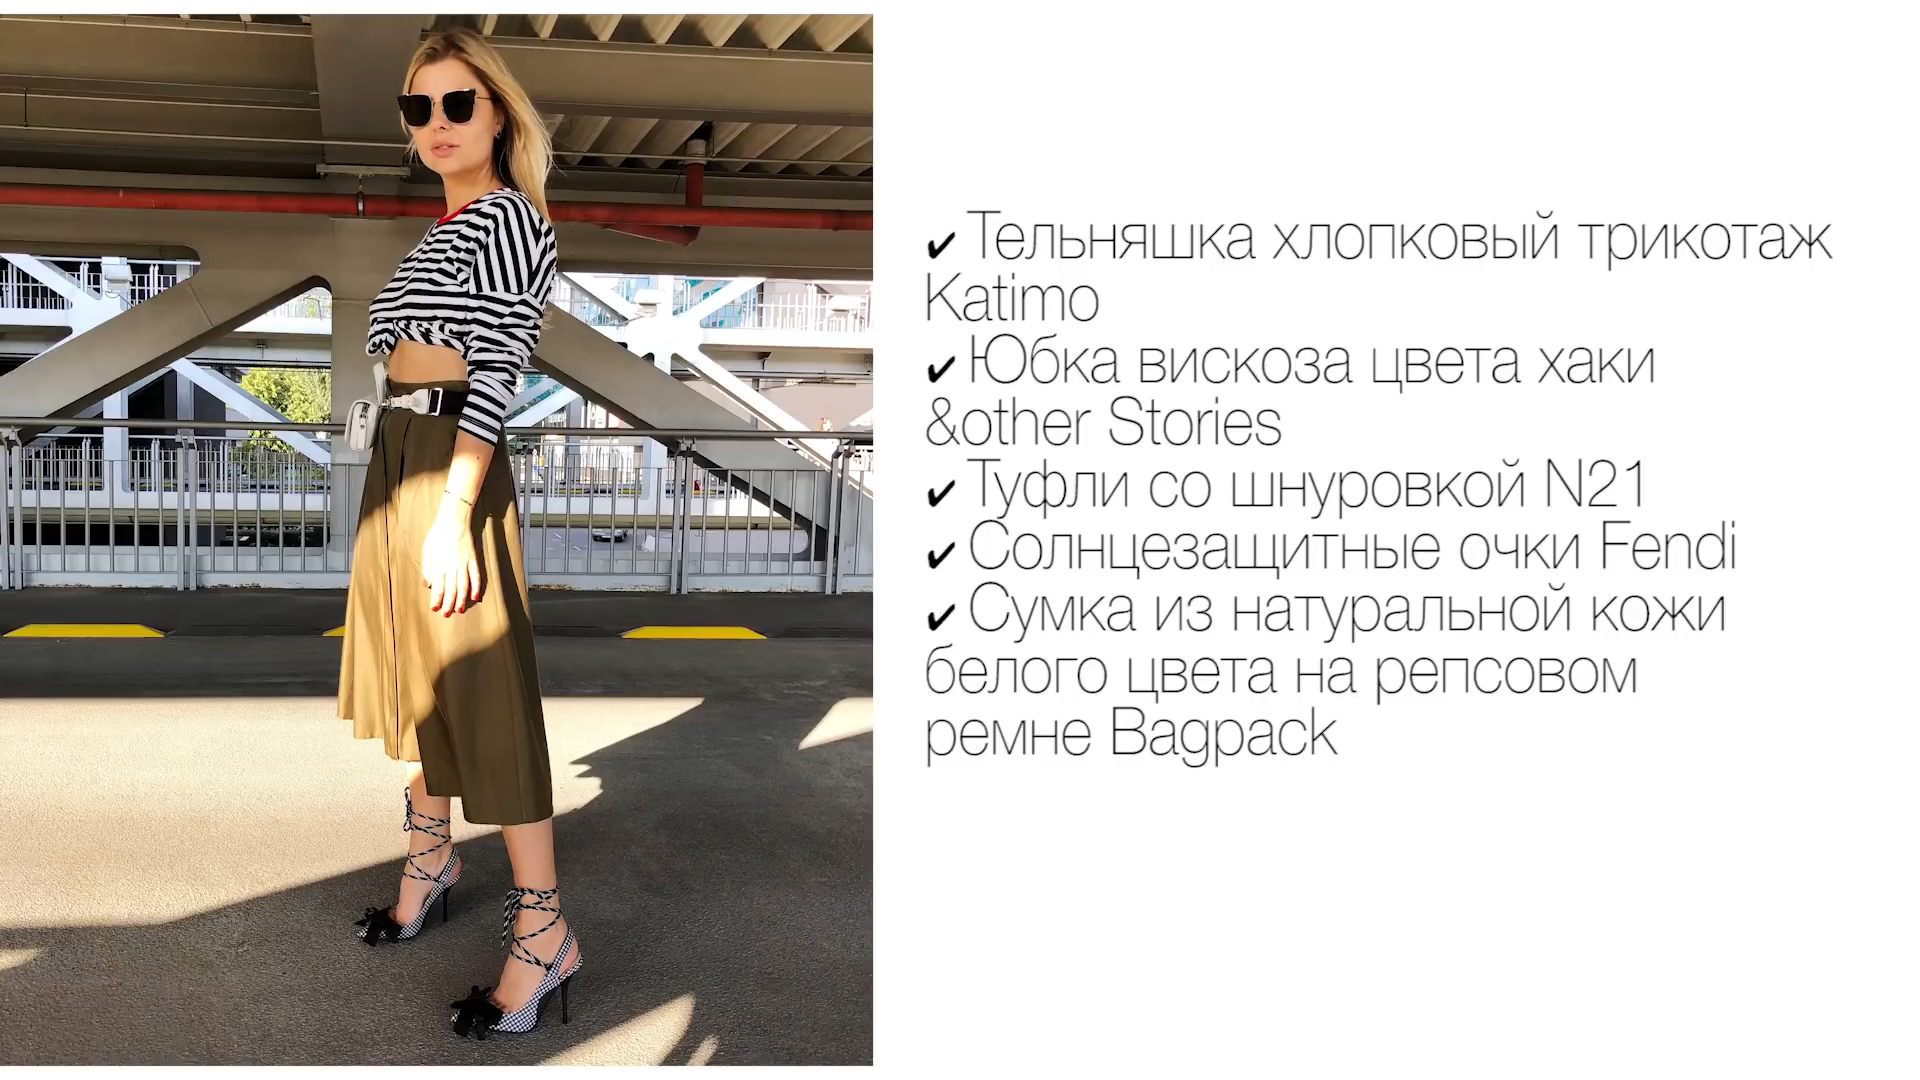 ✔ Тельняшка хлопковый трикотаж
Katimo
✔ Юбка вискоза цвета хаки
&other Stories
✔ Туфли со шнуровкой N21
✔ Солнцезащитные очки Fendi
✔ Сумка из натуральной кожи
белого цвета на репсовом
ремне Bagpack